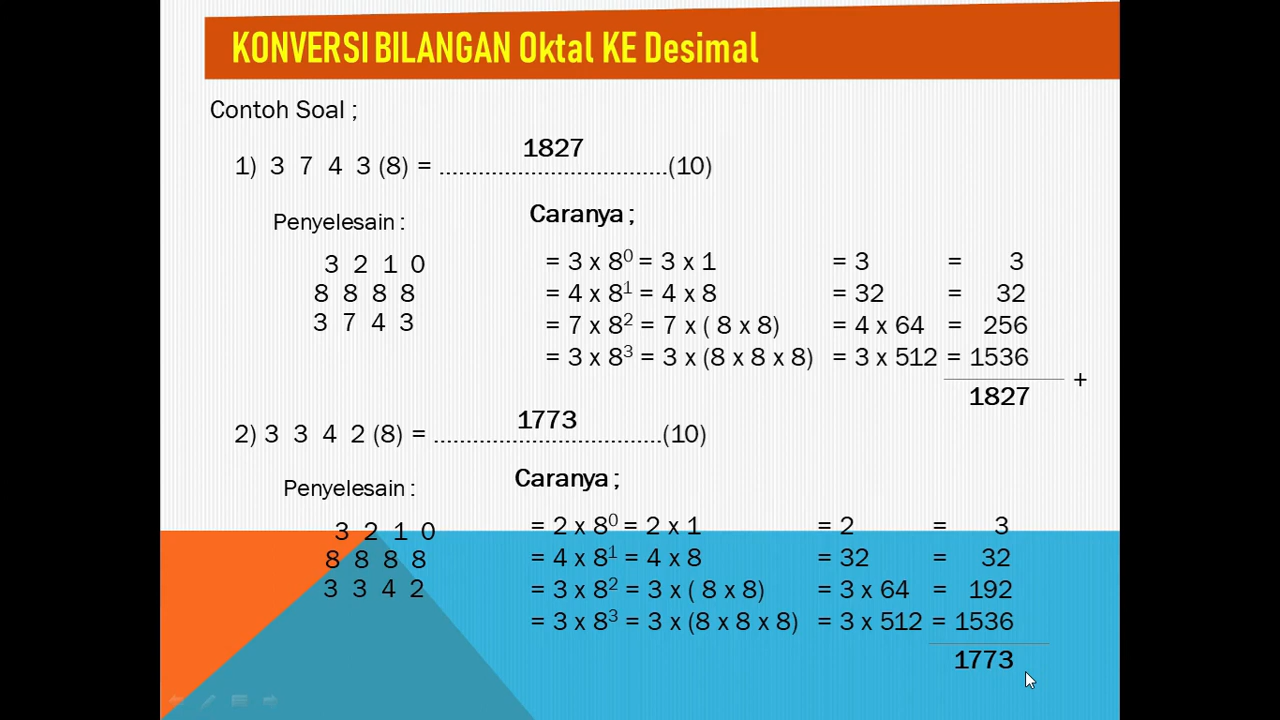 KONVERSI BILANGAN Oktal KE Desimal
Contoh Soal ;
1827
1) 3 7 4 3 (8) = ...................................(10)
Penyelesain :
3 2 1 0
8 8 8 8
3 7 4 3
Caranya ;
= 3 x 8⁰ = 3 x 1 = 3 = 3
= 4 x 8¹ = 4 x 8 = 32 = 32
= 7 x 8² = 7 x ( 8 x 8) = 4 x 64 = 256
= 3 x 8³ = 3 x (8 x 8 x 8) = 3 x 512 = 1536
+
1827
1773
2) 3 3 4 2 (8) = ...................................(10)
Penyelesain :
3 2 1 0
8 8 8 8
3 3 4 2
Caranya ;
= 2 x 8⁰ = 2 x 1 = 2 = 3
= 4 x 8¹ = 4 x 8 = 32 = 32
= 3 x 8² = 3 x ( 8 x 8) = 3 x 64 = 192
= 3 x 8³ = 3 x (8 x 8 x 8) = 3 x 512 = 1536
1773